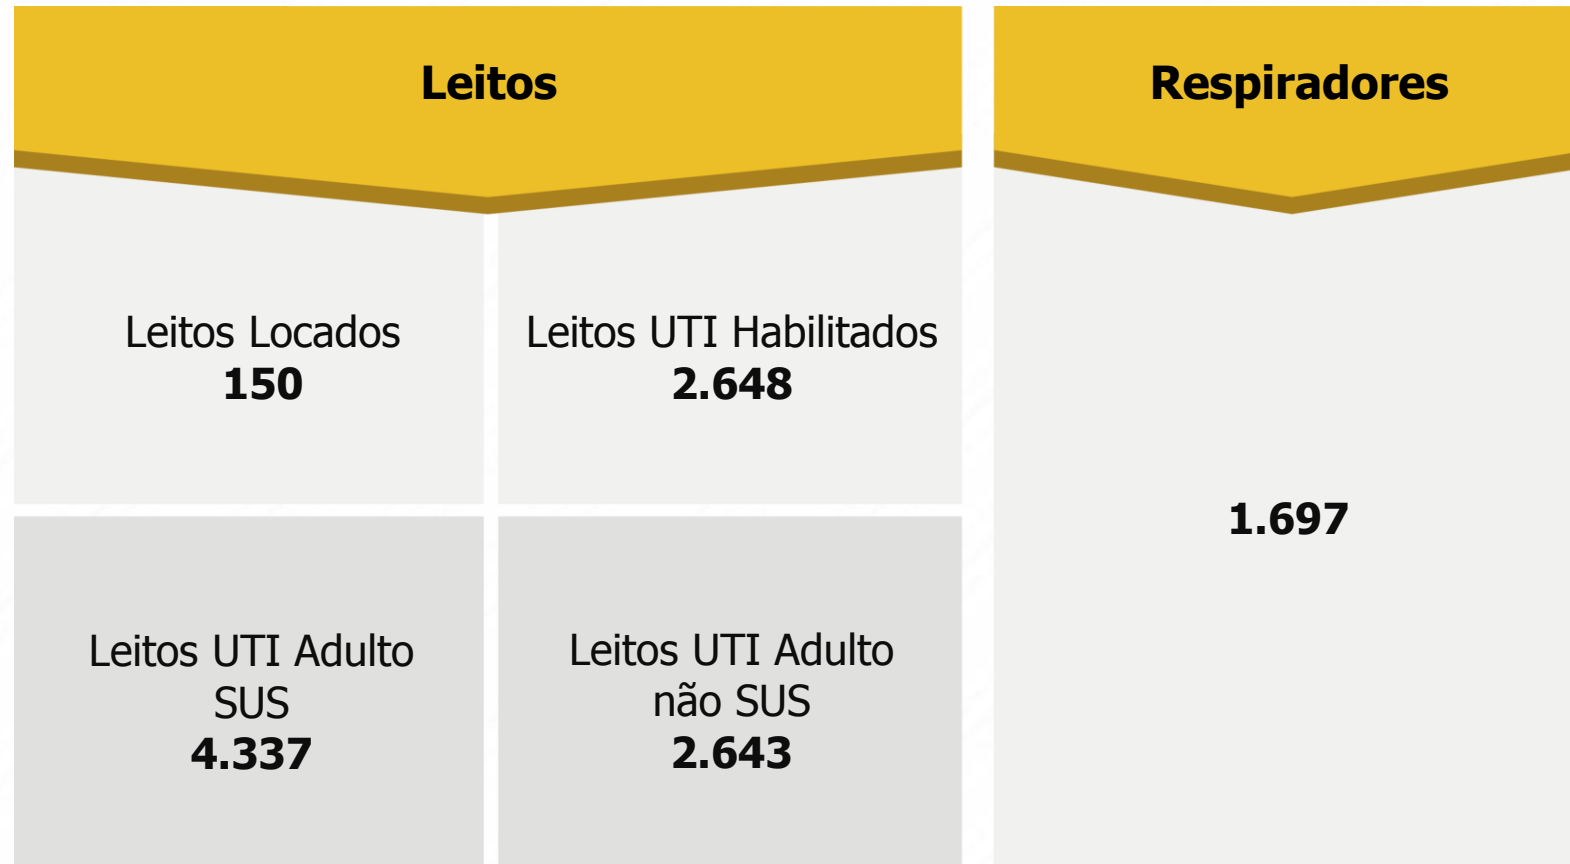 Leitos
Leitos Locados
150
Leitos UTI Habilitados
2.648
Leitos UTI Adulto
SUS
4.337
Leitos UTI Adulto
não SUS
2.643
Respiradores
1.697